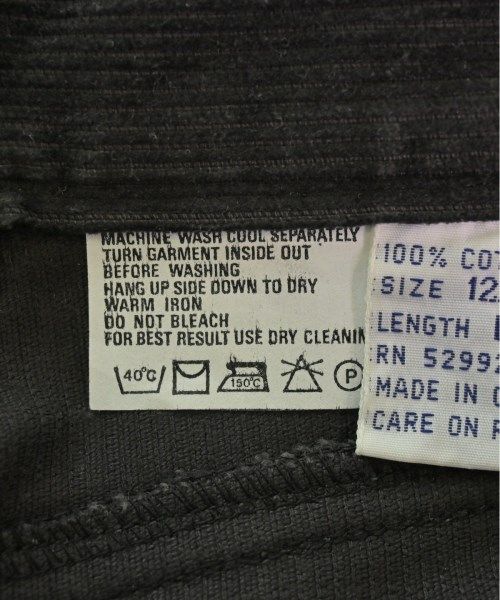 MACHINE WASH COOL SEPARATELY
TURN GARMENT INSIDE OUT
BEFORE WASHING
HANG UP SIDE DOWN TO DRY
WARM IRON
DO NOT BLEACH
FOR BEST RESULT USE DRY CLEANIN
40°C 150°C P
100% COT
SIZE 12
LENGTH
RN 52992
MADE IN
CARE ON